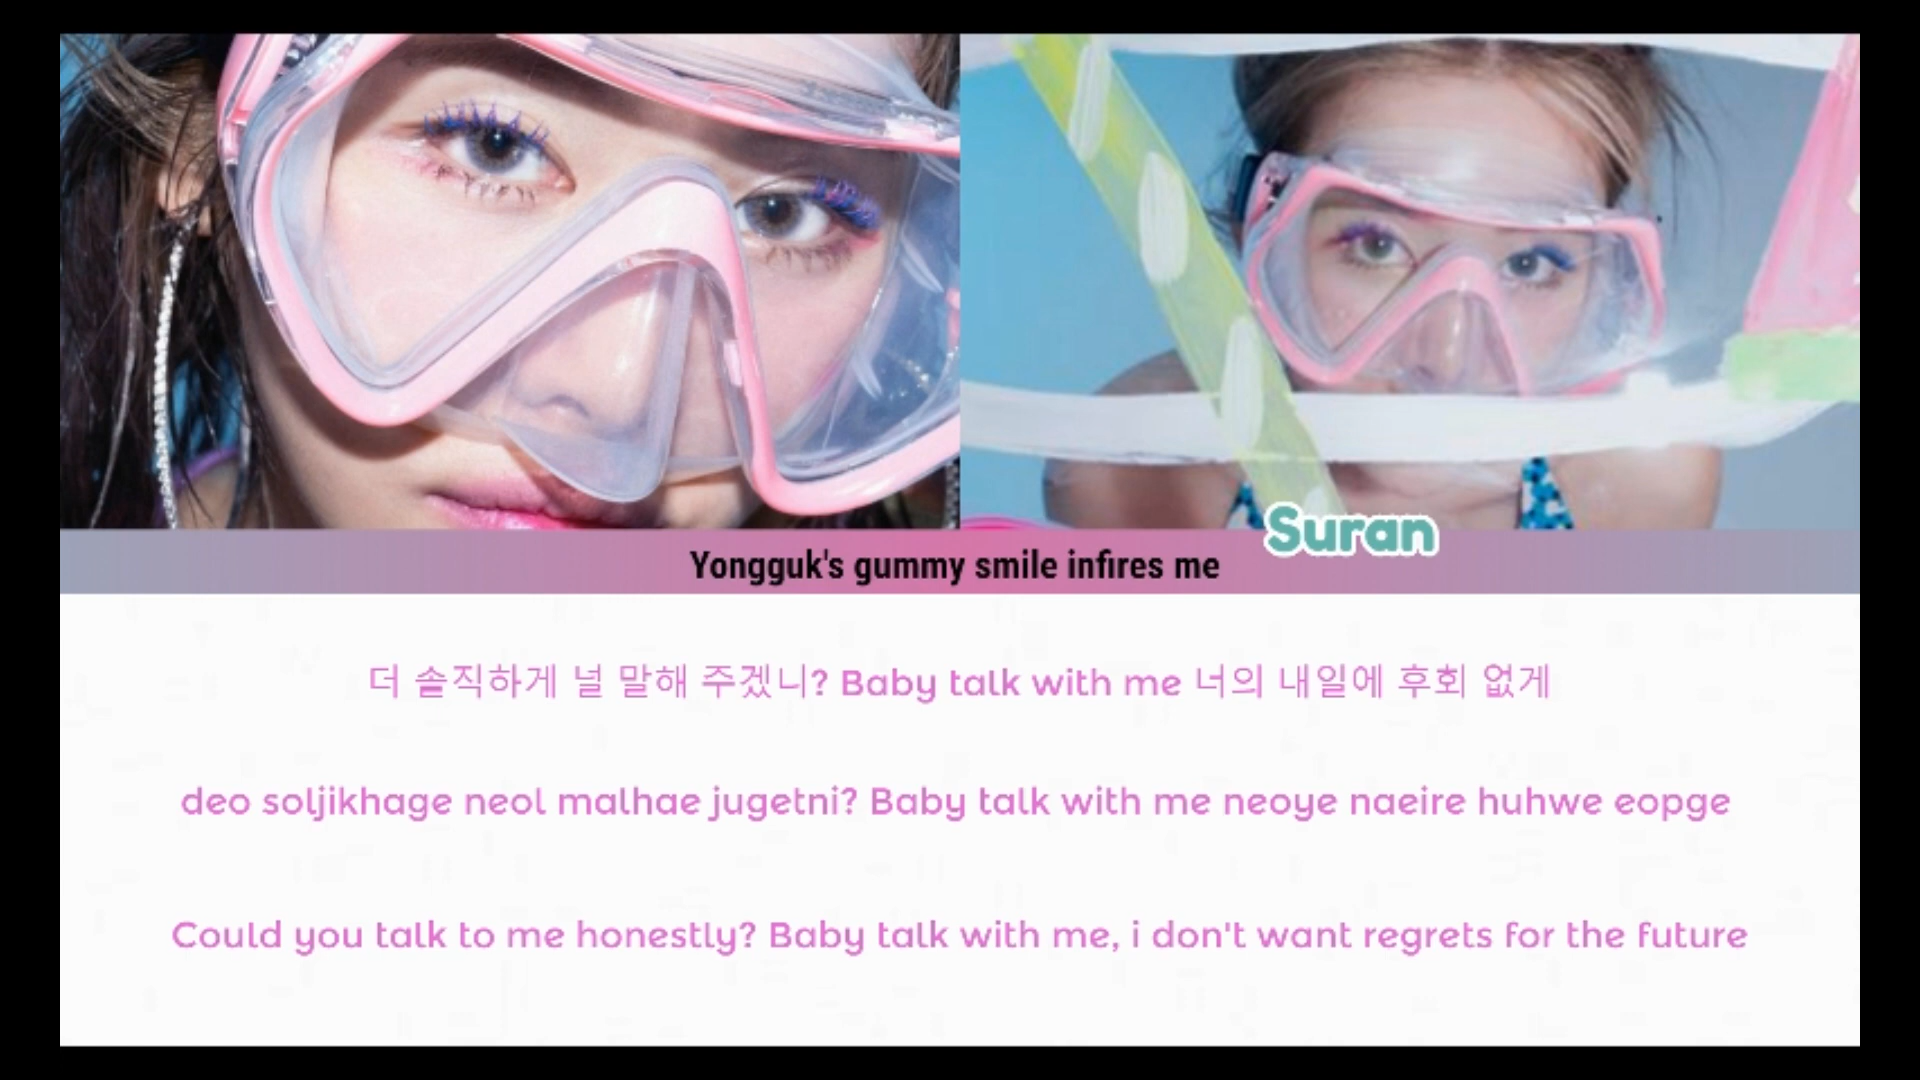 Suran
Yongguk's gummy smile infires me
더 솔직하게 널 말해 주겠니? Baby talk with me 너의 내일에 후회 없게
deo soljikhage neol malhae jugetni? Baby talk with me neoye naeire huhwe eopge
Could you talk to me honestly? Baby talk with me, i don't want regrets for the future